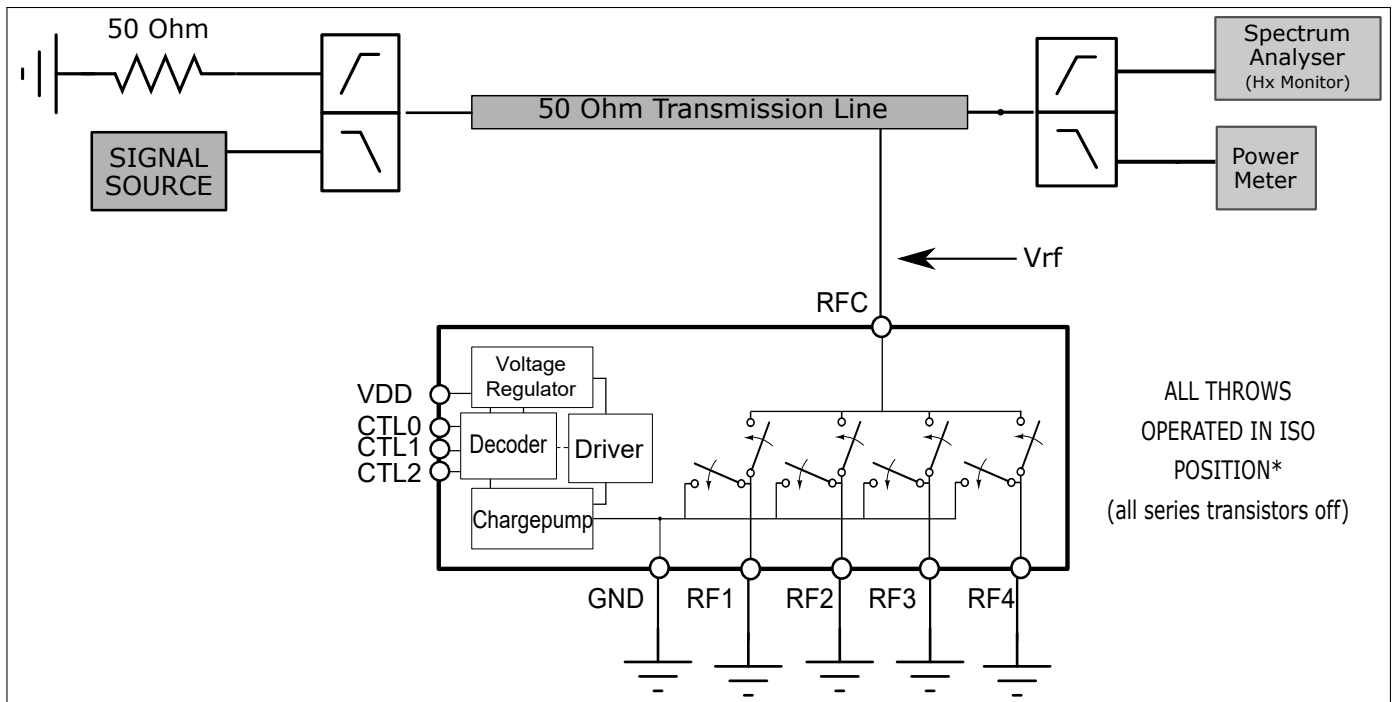 50 Ohm
SIGNAL
SOURCE
50 Ohm Transmission Line
Spectrum
Analyser
(Hx Monitor)
Power
Meter
Vrf
RFC
VDD
CTL0
CTL1
CTL2
Voltage
Regulator
Decoder
Driver
Chargepump
GND
RF1
RF2
RF3
RF4
ALL THROWS
OPERATED IN ISO
POSITION*
(all series transistors off)